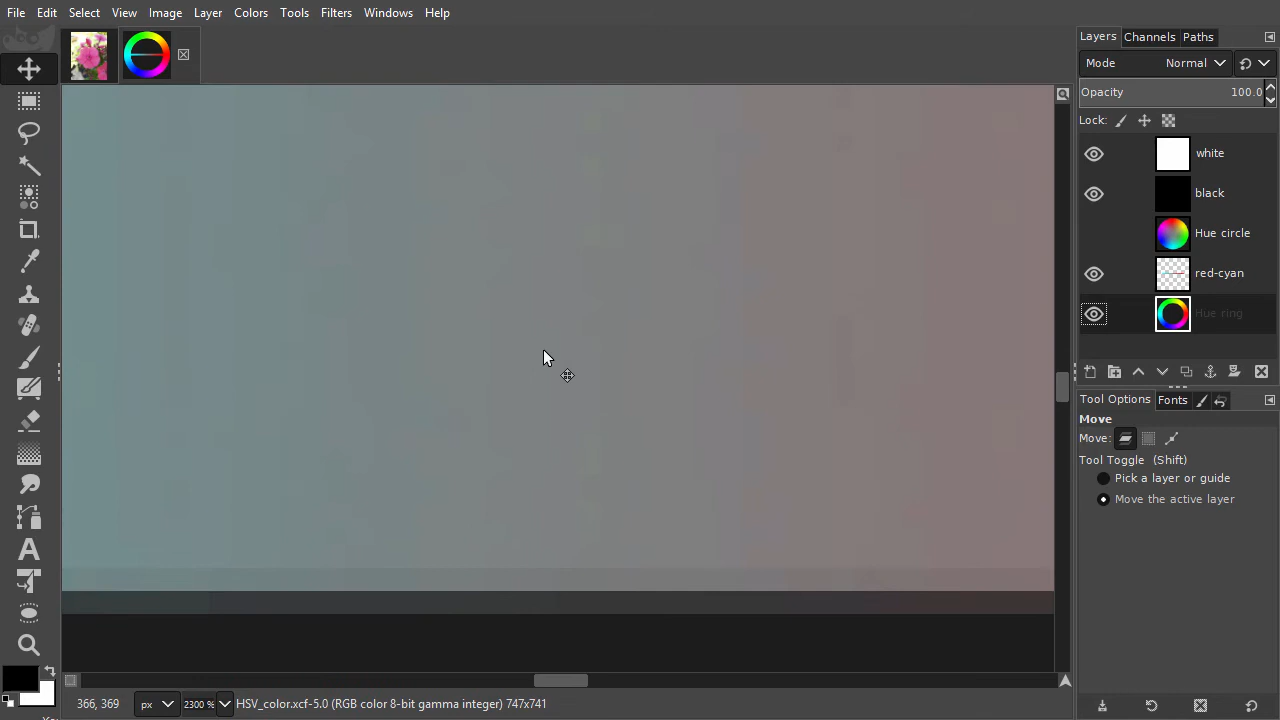 File Edit View Image Layer Colors Tools Filters Windows Help
Layers Channels Paths
Mode Normal
Opacity 100.0
Lock:
white
black
Hue circle
red-cyan
Hue ring
Tool Options Fonts
Move
Move:
Tool Toggle (Shift)
Pick a layer or guide
Move the active layer
366, 369 px 2300 % HSV_color.xcf-5.0 (RGB color 8-bit gamma integer) 747x741